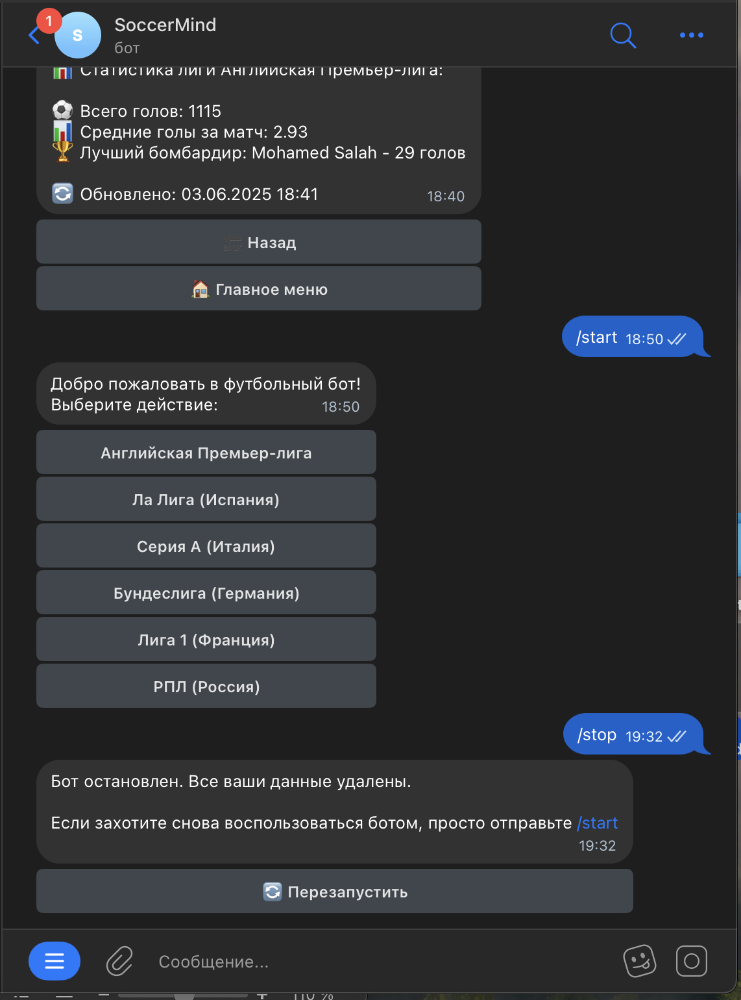 1
S
SoccerMind
бот
Статистика лиги Английская Премьер-лига:
Всего голов: 1115
Средние голы за матч: 2.93
Лучший бомбардир: Mohamed Salah - 29 голов
Обновлено: 03.06.2025 18:41
18:40
BACK Назад
Главное меню
/start 18:50
Добро пожаловать в футбольный бот!
Выберите действие:
18:50
Английская Премьер-лига
Ла Лига (Испания)
Серия А (Италия)
Бундеслига (Германия)
Лига 1 (Франция)
РПЛ (Россия)
/stop 19:32
Бот остановлен. Все ваши данные удалены.
Если захотите снова воспользоваться ботом, просто отправьте /start
19:32
Перезапустить
Сообщение...